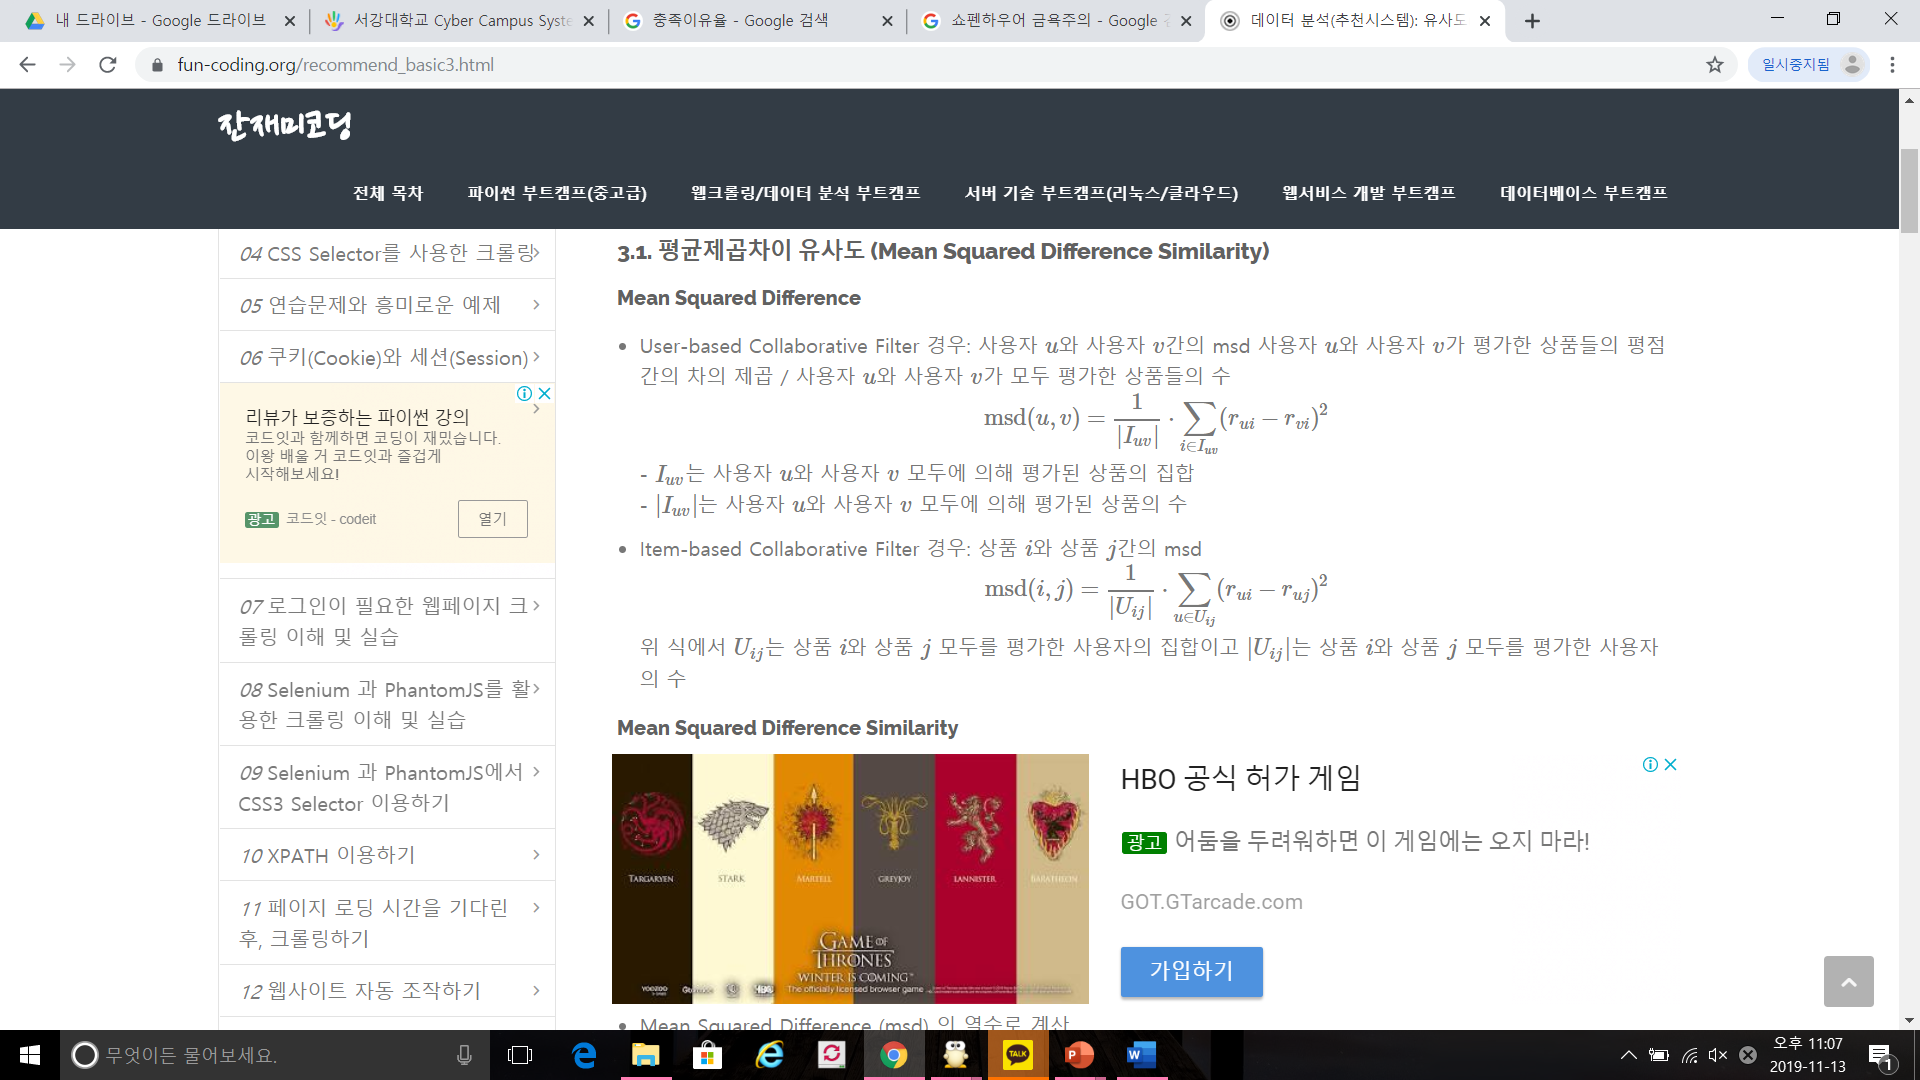 내 드라이브 - Google 드라이브
서강대학교 Cyber Campus Syste
충족이유율 - Google 검색
쇼펜하우어 금욕주의 - Google 검
데이터 분석(추천시스템): 유사도
fun-coding.org/recommend_basic3.html
일시중지됨
잔재미코딩
전체 목차
파이썬 부트캠프(중고급)
웹크롤링/데이터 분석 부트캠프
서버 기술 부트캠프(리눅스/클라우드)
웹서비스 개발 부트캠프
데이터베이스 부트캠프
04 CSS Selector를 사용한 크롤링
05 연습문제와 흥미로운 예제
06 쿠키(Cookie)와 세션(Session)
리뷰가 보증하는 파이썬 강의
코드잇과 함께하면 코딩이 재밌습니다.
이왕 배울 거 코드잇과 즐겁게
시작해보세요!
광고 코드잇 - codeit
열기
07 로그인이 필요한 웹페이지 크
롤링 이해 및 실습
08 Selenium 과 PhantomJS를 활
용한 크롤링 이해 및 실습
09 Selenium 과 PhantomJS에서
CSS3 Selector 이용하기
10 XPATH 이용하기
11 페이지 로딩 시간을 기다린
후, 크롤링하기
12 웹사이트 자동 조작하기
3.1. 평균제곱차이 유사도 (Mean Squared Difference Similarity)
Mean Squared Difference
• User-based Collaborative Filter 경우: 사용자 u와 사용자 v간의 msd 사용자 u와 사용자 v가 평가한 상품들의 평점
간의 차의 제곱 / 사용자 u와 사용자 v가 모두 평가한 상품들의 수
msd(u, v) = 1/|I_uv| · ∑_{i∈I_uv} (r_ui − r_vi)²
- I_uv는 사용자 u와 사용자 v 모두에 의해 평가된 상품의 집합
- |I_uv|는 사용자 u와 사용자 v 모두에 의해 평가된 상품의 수
• Item-based Collaborative Filter 경우: 상품 i와 상품 j간의 msd
msd(i, j) = 1/|U_ij| · ∑_{u∈U_ij} (r_ui − r_uj)²
위 식에서 U_ij는 상품 i와 상품 j 모두를 평가한 사용자의 집합이고 |U_ij|는 상품 i와 상품 j 모두를 평가한 사용자
의 수
Mean Squared Difference Similarity
TARGARYEN
STARK
MARTELL
GREYJOY
LANNISTER
BARATHEON
GAME OF
THRONES
WINTER IS COMING
YOOZOO
HBO
The officially licensed browser game
HBO 공식 허가 게임
광고 어둠을 두려워하면 이 게임에는 오지 마라!
GOT.GTarcade.com
가입하기
• Mean Squared Difference (msd) 의 역수로 계산
무엇이든 물어보세요.
TALK
오후 11:07
2019-11-13
1